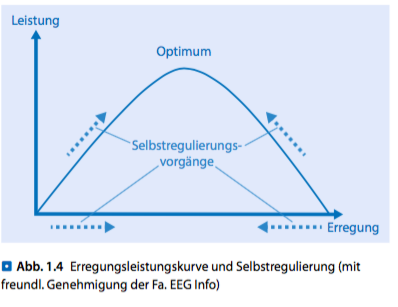 Leistung
Optimum
Selbstregulierungs-
vorgänge
Erregung
Abb. 1.4 Erregungsleistungskurve und Selbstregulierung (mit
freundl. Genehmigung der Fa. EEG Info)